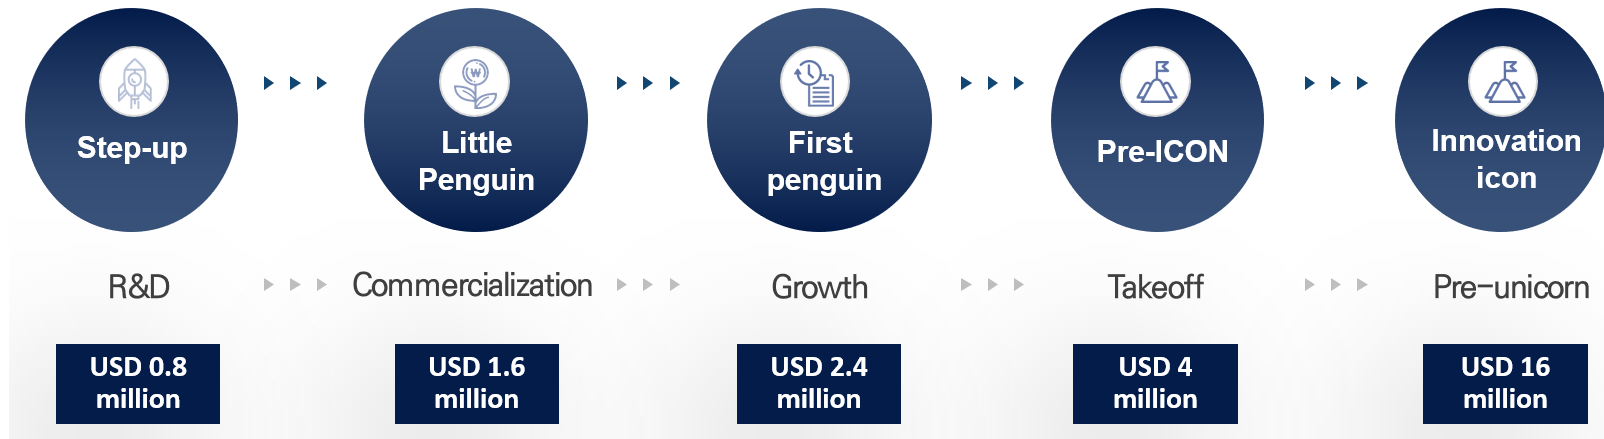 Step-up
Little
Penguin
First
penguin
Pre-ICON
Innovation
icon
R&D
Commercialization
Growth
Takeoff
Pre-unicorn
USD 0.8
million
USD 1.6
million
USD 2.4
million
USD 4
million
USD 16
million